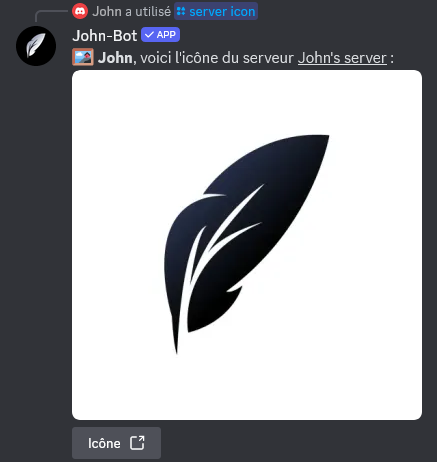 John a utilisé server icon
John-Bot APP
John, voici l'icône du serveur John's server :
Icône